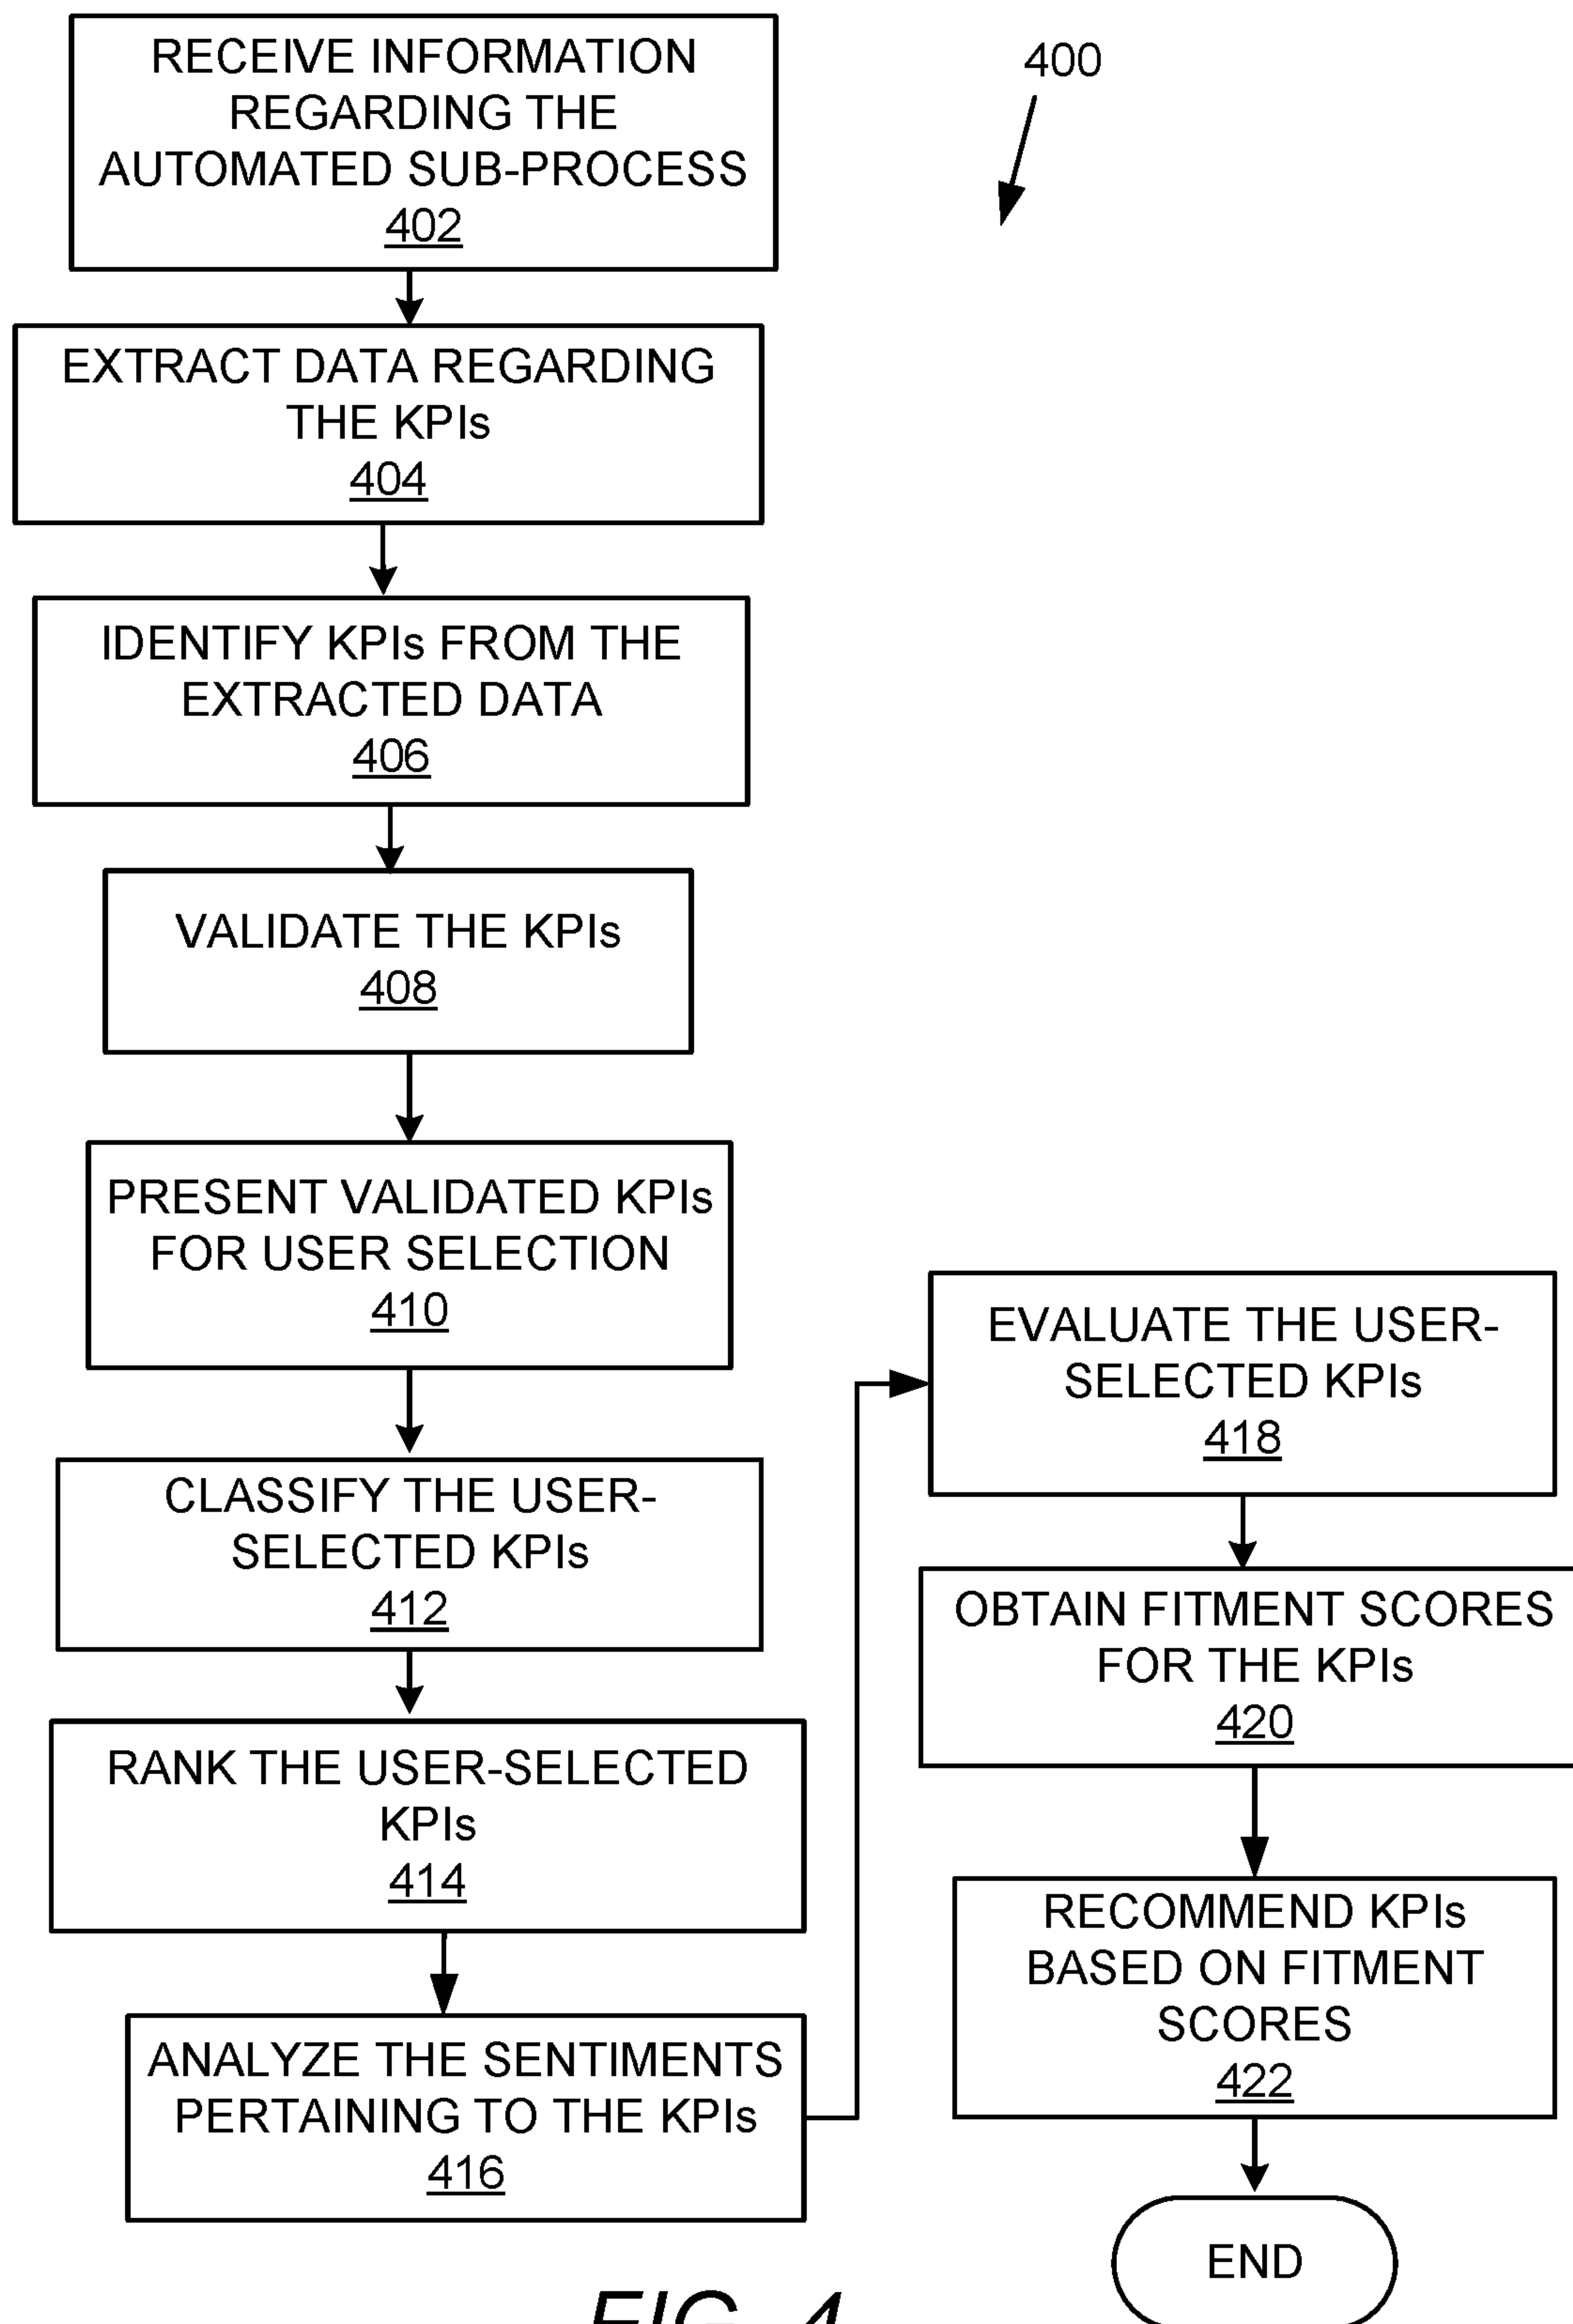 RECEIVE INFORMATION
REGARDING THE
AUTOMATED SUB-PROCESS
402
400
EXTRACT DATA REGARDING
THE KPIs
404
IDENTIFY KPIs FROM THE
EXTRACTED DATA
406
VALIDATE THE KPIs
408
PRESENT VALIDATED KPIs
FOR USER SELECTION
410
CLASSIFY THE USER-
SELECTED KPIs
412
RANK THE USER-SELECTED
KPIs
414
ANALYZE THE SENTIMENTS
PERTAINING TO THE KPIs
416
EVALUATE THE USER-
SELECTED KPIs
418
OBTAIN FITMENT SCORES
FOR THE KPIs
420
RECOMMEND KPIs
BASED ON FITMENT
SCORES
422
END
FIG. 4